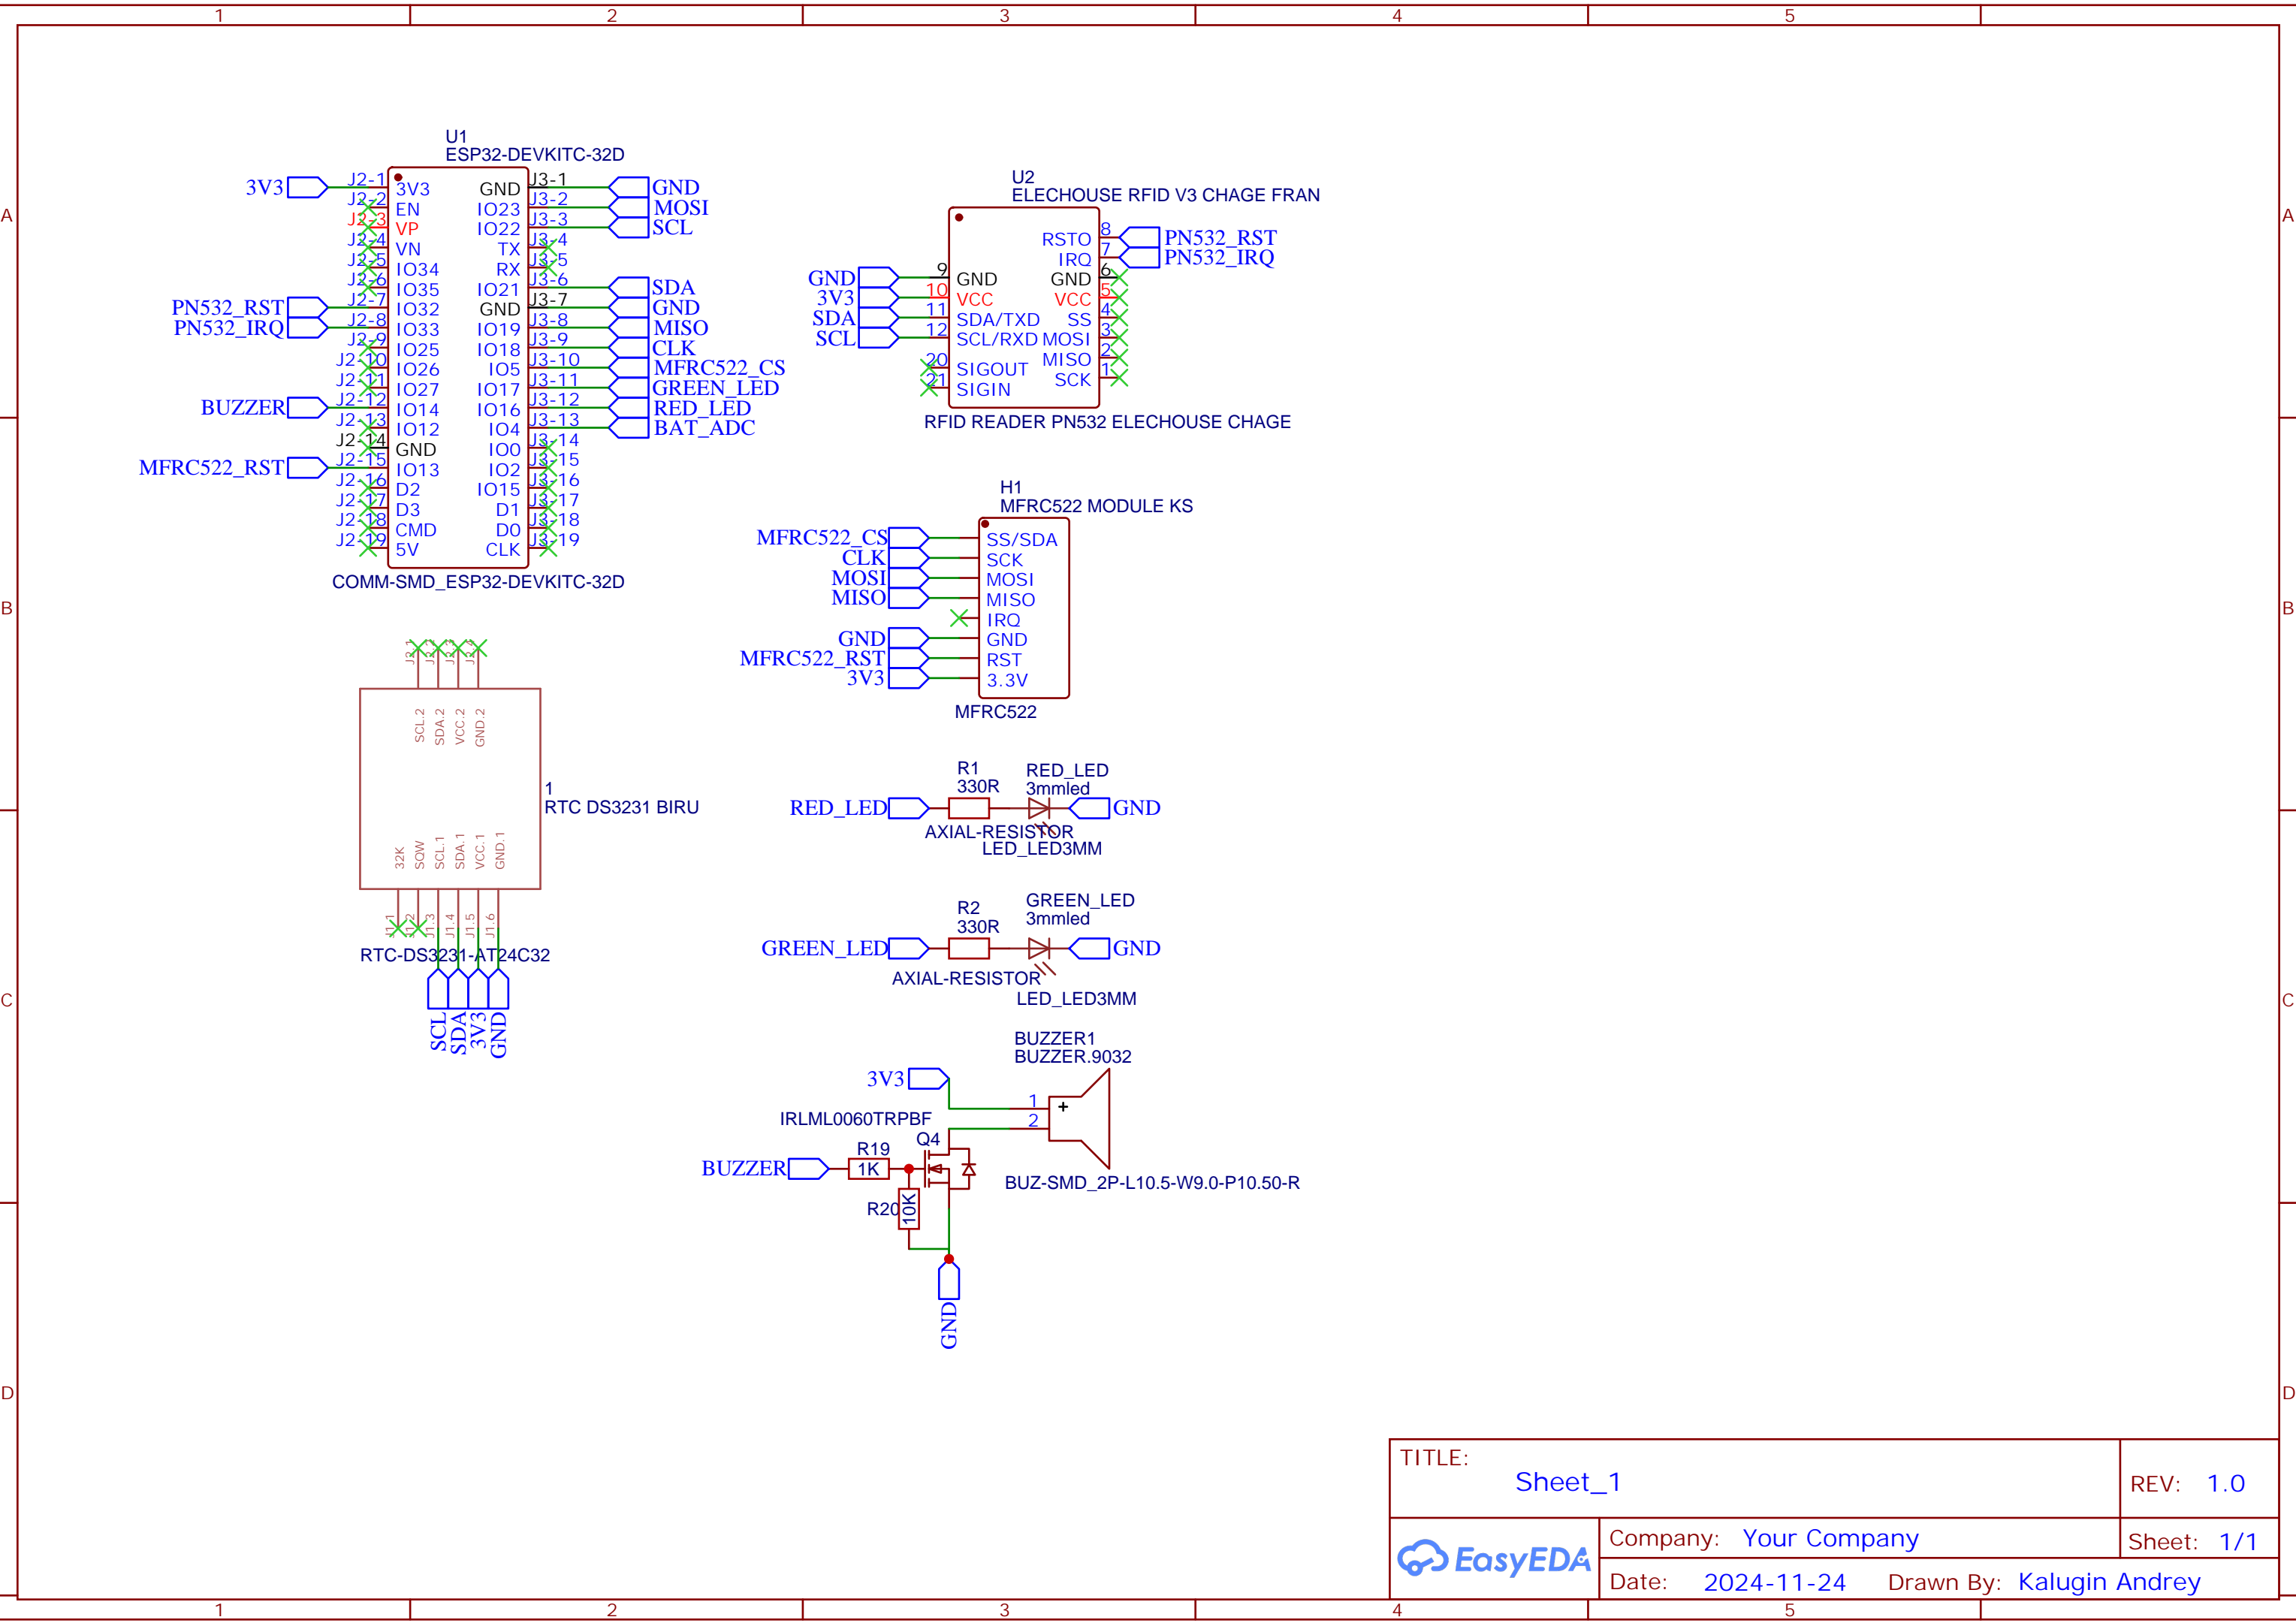 1 2 3 4 5
A
B
C
D
A
B
C
D
1 2 3 4 5
U1
ESP32-DEVKITC-32D
3V3 J2-1 3V3 GND J3-1 GND
J2-2 EN IO23 J3-2 MOSI
J2-3 VP IO22 J3-3 SCL
J2-4 VN TX J3-4
J2-5 IO34 RX J3-5
J2-6 IO35 IO21 J3-6 SDA
PN532_RST J2-7 IO32 GND J3-7 GND
PN532_IRQ J2-8 IO33 IO19 J3-8 MISO
J2-9 IO25 IO18 J3-9 CLK
J2-10 IO26 IO5 J3-10 MFRC522_CS
J2-11 IO27 IO17 J3-11 GREEN_LED
BUZZER J2-12 IO14 IO16 J3-12 RED_LED
J2-13 IO12 IO4 J3-13 BAT_ADC
J2-14 GND IO0 J3-14
MFRC522_RST J2-15 IO13 IO2 J3-15
J2-16 D2 IO15 J3-16
J2-17 D3 D1 J3-17
J2-18 CMD D0 J3-18
J2-19 5V CLK J3-19
COMM-SMD_ESP32-DEVKITC-32D
U2
ELECHOUSE RFID V3 CHAGE FRAN
RSTO 8 PN532_RST
IRQ 7 PN532_IRQ
GND 9 GND GND 6
3V3 10 VCC VCC 5
SDA 11 SDA/TXD SS 4
SCL 12 SCL/RXD MOSI 3
20 SIGOUT MISO 2
21 SIGIN SCK 1
RFID READER PN532 ELECHOUSE CHAGE
H1
MFRC522 MODULE KS
MFRC522_CS SS/SDA
CLK SCK
MOSI MOSI
MISO MISO
IRQ
GND GND
MFRC522_RST RST
3V3 3.3V
MFRC522
SCL.2 SDA.2 VCC.2 GND.2
1
RTC DS3231 BIRU
32K SQW SCL.1 SDA.1 VCC.1 GND.1
J1.3 J1.4 J1.5 J1.6
RTC-DS3231-AT24C32
SCL SDA 3V3 GND
R1
330R
RED_LED
3mmled
RED_LED GND
AXIAL-RESISTOR
LED_LED3MM
R2
330R
GREEN_LED
3mmled
GREEN_LED GND
AXIAL-RESISTOR
LED_LED3MM
BUZZER1
BUZZER.9032
3V3
1
+
2
IRLML0060TRPBF
Q4
R19
BUZZER 1K
R20 10K
BUZ-SMD_2P-L10.5-W9.0-P10.50-R
GND
TITLE:
Sheet_1
REV: 1.0
EasyEDA
Company: Your Company
Sheet: 1/1
Date: 2024-11-24 Drawn By: Kalugin Andrey